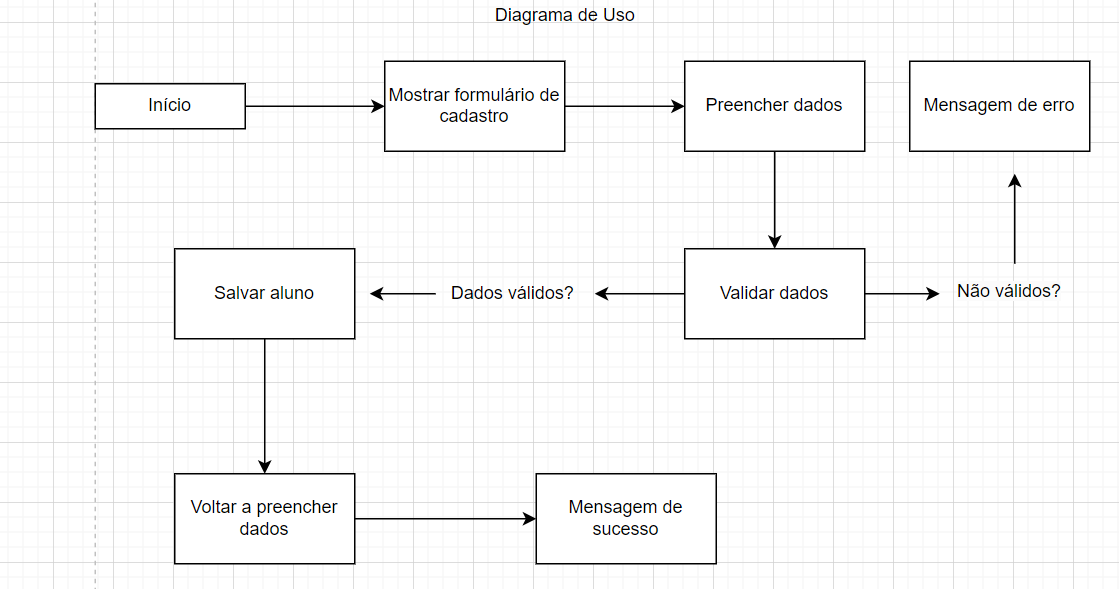 Diagrama de Uso
Início
Mostrar formulário de
cadastro
Preencher dados
Mensagem de erro
Salvar aluno
Dados válidos?
Validar dados
Não válidos?
Voltar a preencher
dados
Mensagem de
sucesso